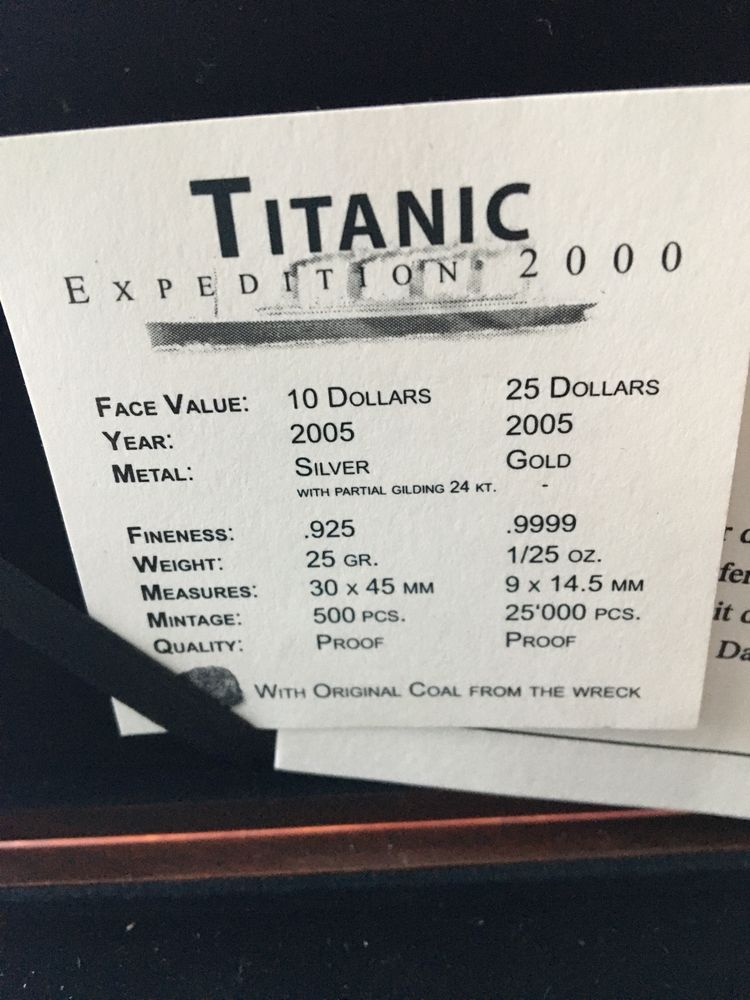 TITANIC
EXPEDITION 2000
FACE VALUE: 10 DOLLARS 25 DOLLARS
YEAR: 2005 2005
METAL: SILVER GOLD
WITH PARTIAL GILDING 24 KT. -
FINENESS: .925 .9999
WEIGHT: 25 GR. 1/25 OZ.
MEASURES: 30 X 45 MM 9 X 14.5 MM
MINTAGE: 500 PCS. 25'000 PCS.
QUALITY: PROOF PROOF
WITH ORIGINAL COAL FROM THE WRECK
it